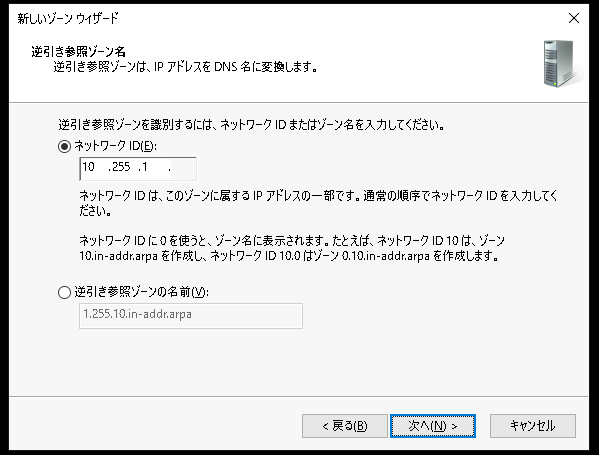 新しいゾーン ウィザード
逆引き参照ゾーン名
逆引き参照ゾーンは、IP アドレスを DNS 名に変換します。
逆引き参照ゾーンを識別するには、ネットワーク ID またはゾーン名を入力してください。
ネットワーク ID(E):
10 .255 .1 .
ネットワーク ID は、このゾーンに属する IP アドレスの一部です。通常の順序でネットワーク ID を入力してく
ださい。
ネットワーク ID に 0 を使うと、ゾーン名に表示されます。たとえば、ネットワーク ID 10 は、ゾーン
10.in-addr.arpa を作成し、ネットワーク ID 10.0 はゾーン 0.10.in-addr.arpa を作成します。
逆引き参照ゾーンの名前(V):
1.255.10.in-addr.arpa
< 戻る(B) 次へ(N) > キャンセル